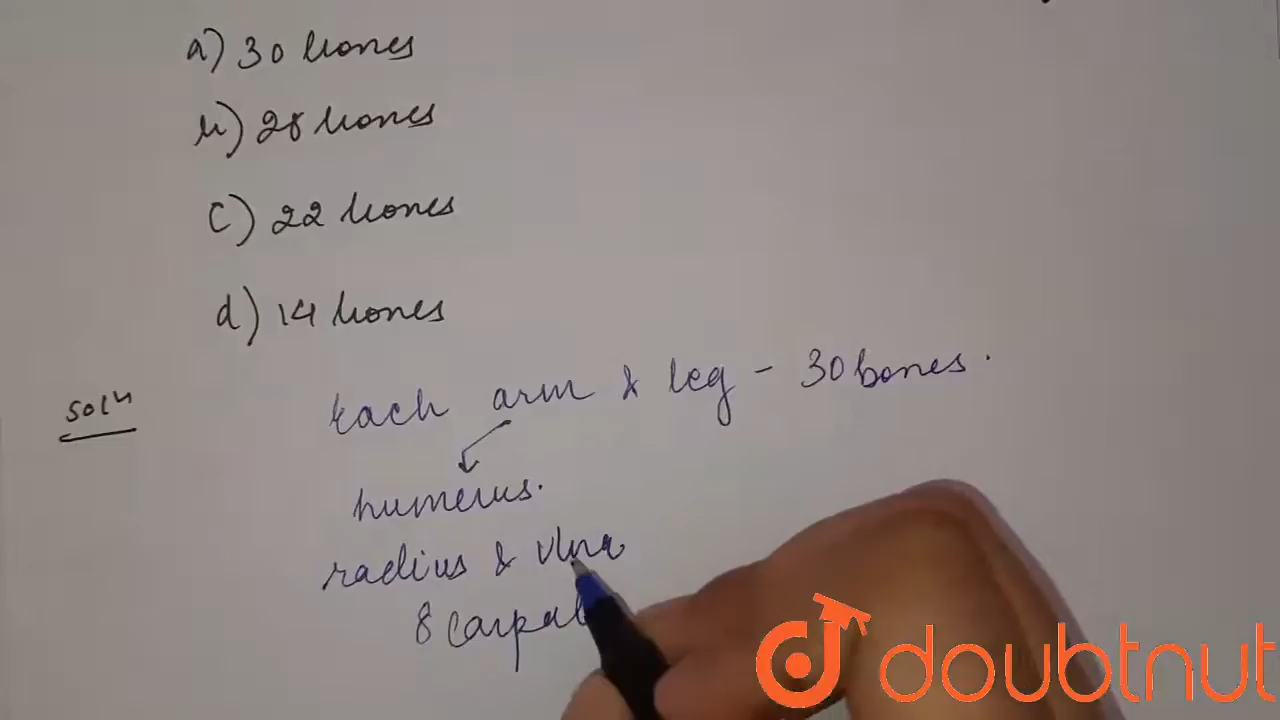 a) 30 bones
b) 28 bones
c) 22 bones
d) 14 bones
Soln
Each arm & leg - 30 bones.
humerus.
radius & ulna
8 carpal
doubtnut